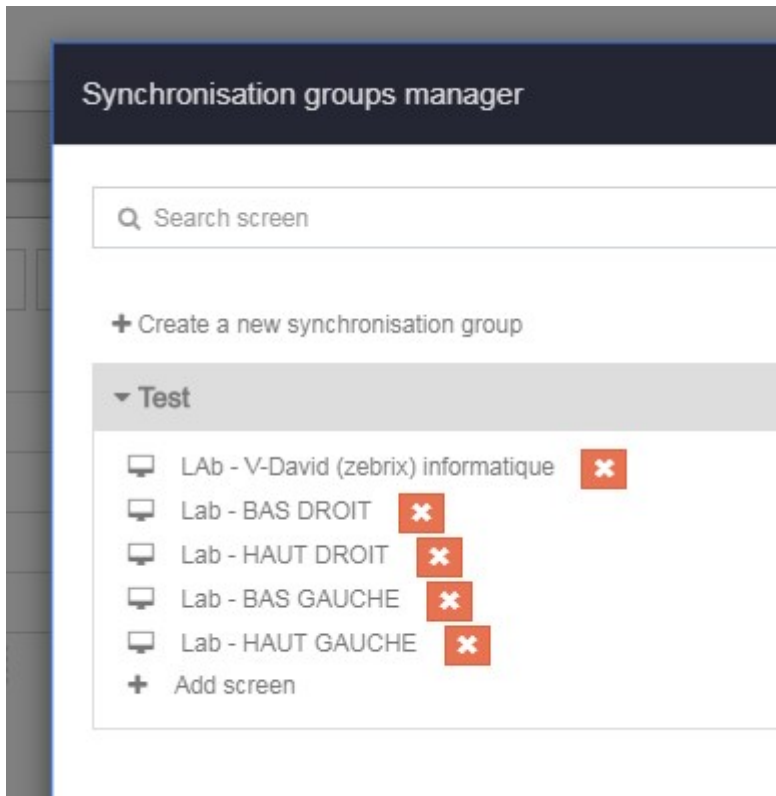 Synchronisation groups manager
Search screen
Create a new synchronisation group
Test
LAb - V-David (zebrix) informatique
Lab - BAS DROIT
Lab - HAUT DROIT
Lab - BAS GAUCHE
Lab - HAUT GAUCHE
Add screen